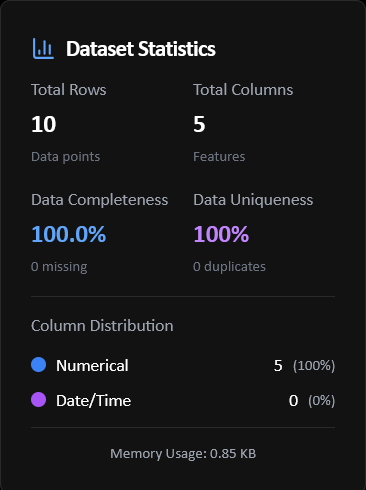 Dataset Statistics
Total Rows
10
Data points
Total Columns
5
Features
Data Completeness
100.0%
0 missing
Data Uniqueness
100%
0 duplicates
Column Distribution
Numerical 5 (100%)
Date/Time 0 (0%)
Memory Usage: 0.85 KB